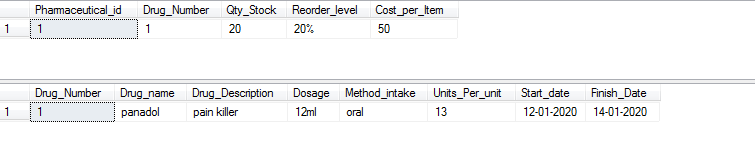 Pharmaceutical_id Drug_Number Qty_Stock Reorder_level Cost_per_Item
1 1 1 20 20% 50
Drug_Number Drug_name Drug_Description Dosage Method_intake Units_Per_unit Start_date Finish_Date
1 1 panadol pain killer 12ml oral 13 12-01-2020 14-01-2020